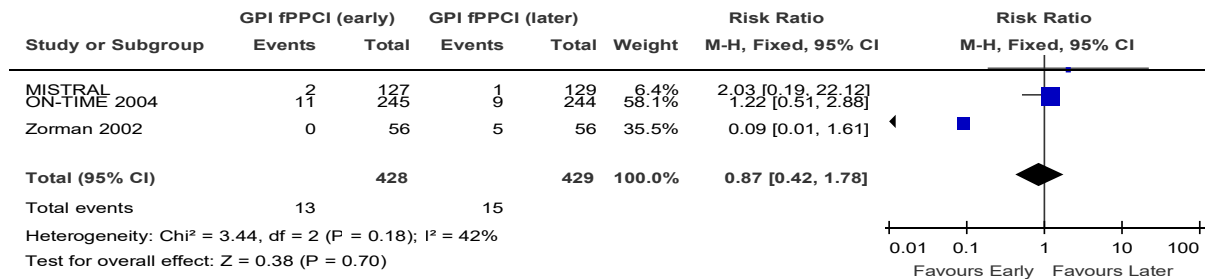 GPI fPPCI (early) GPI fPPCI (later) Risk Ratio Risk Ratio
Study or Subgroup Events Total Events Total Weight M-H, Fixed, 95% CI M-H, Fixed, 95% CI
MISTRAL 2 127 1 129 6.4% 2.03 [0.19, 22.12]
ON-TIME 2004 11 245 9 244 58.1% 1.22 [0.51, 2.88]
Zorman 2002 0 56 5 56 35.5% 0.09 [0.01, 1.61]
Total (95% CI) 428 429 100.0% 0.87 [0.42, 1.78]
Total events 13 15
Heterogeneity: Chi² = 3.44, df = 2 (P = 0.18); I² = 42%
Test for overall effect: Z = 0.38 (P = 0.70)
0.01 0.1 1 10 100
Favours Early Favours Later